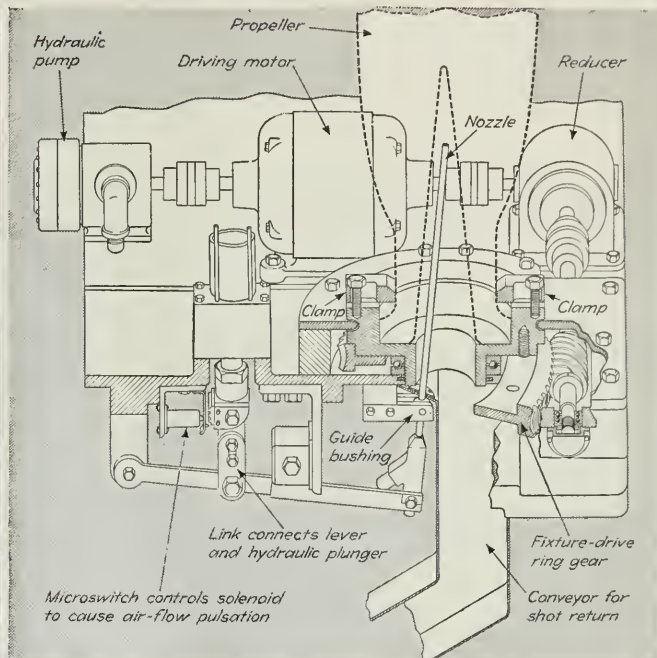 Propeller
Hydraulic
pump
Driving motor
Reducer
Nozzle
Clamp
Clamp
Guide
bushing
Link connects lever
and hydraulic plunger
Fixture-drive
ring gear
Microswitch controls solenoid
to cause air-flow pulsation
Conveyor for
shot return